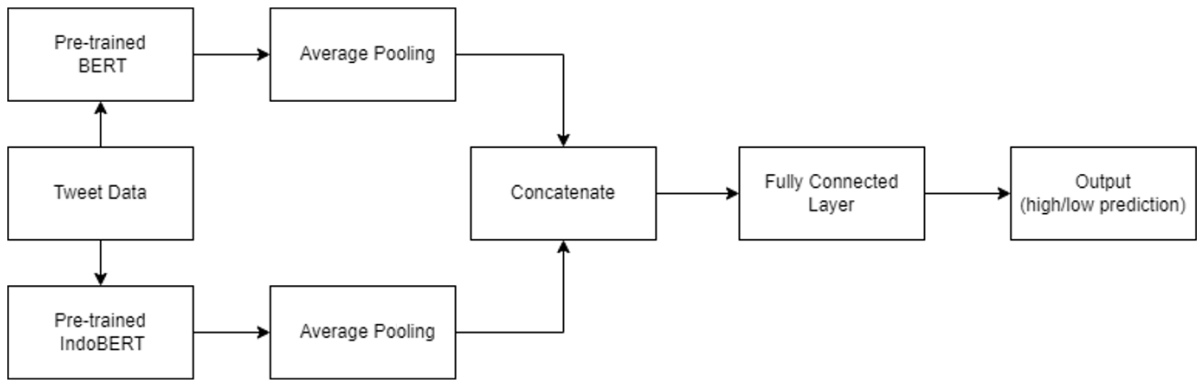 Pre-trained
BERT
Average Pooling
Tweet Data
Concatenate
Fully Connected
Layer
Output
(high/low prediction)
Pre-trained
IndoBERT
Average Pooling